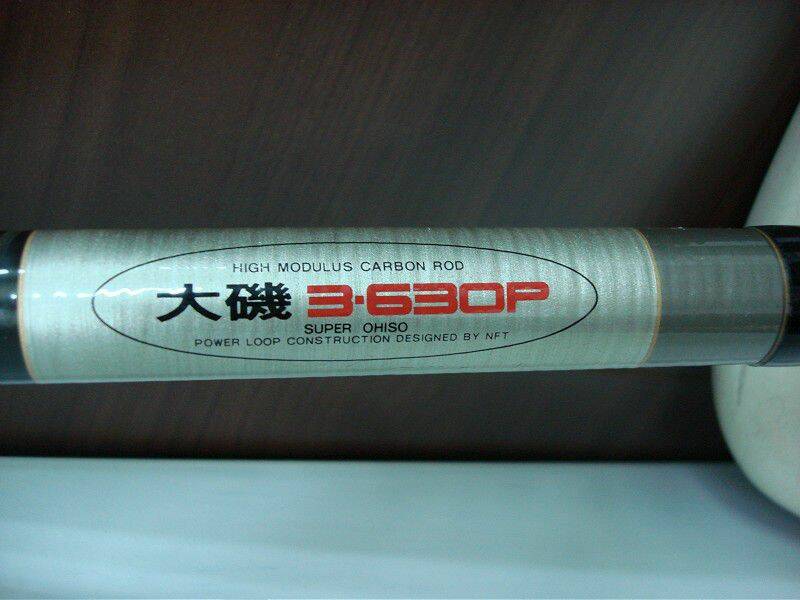 HIGH MODULUS CARBON ROD
大磯 3·630P
SUPER OHISO
POWER LOOP CONSTRUCTION DESIGNED BY NFT